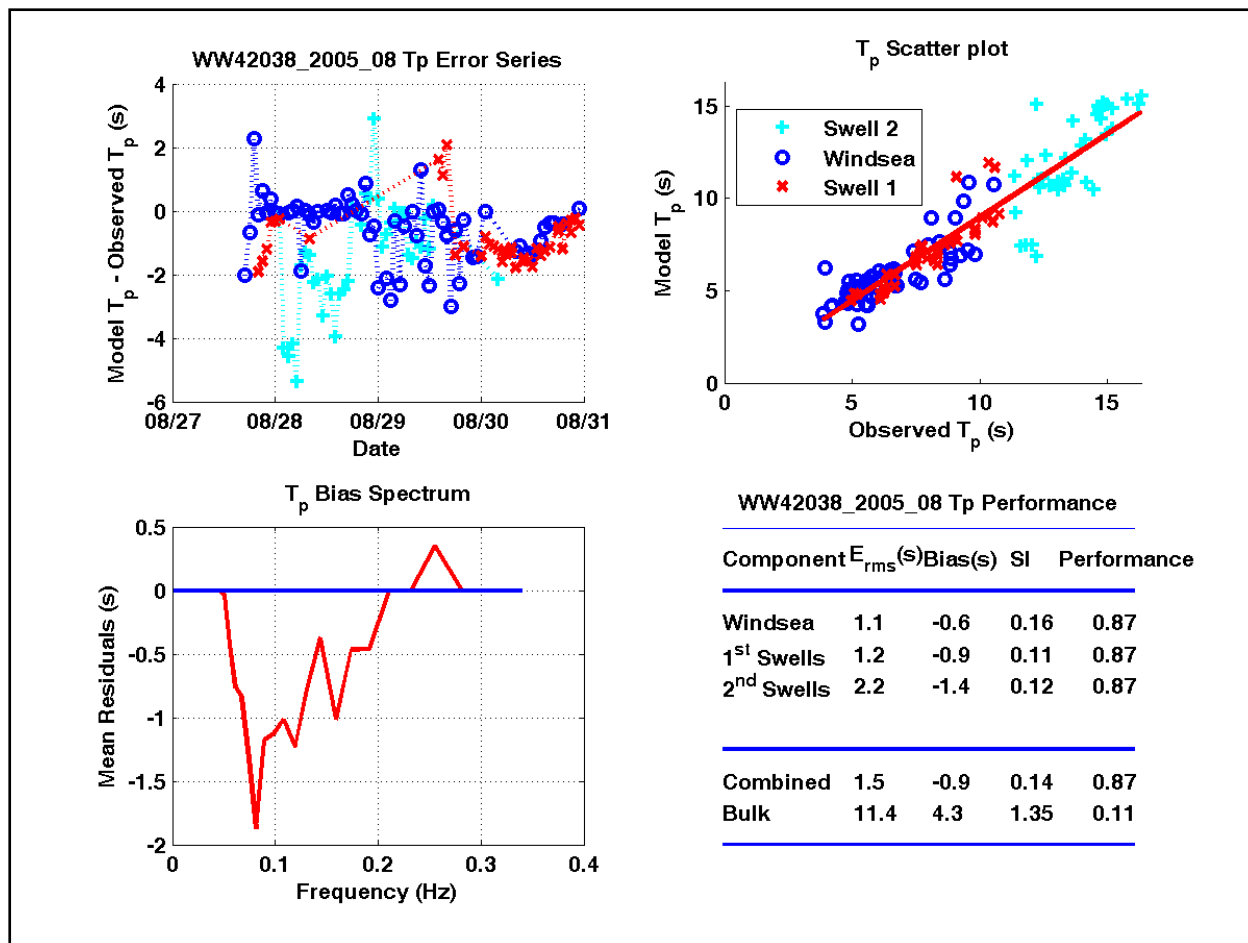 WW42038_2005_08 Tp Error Series
Model Tp - Observed Tp (s)
4
2
0
-2
-4
-6
08/27
08/28
08/29
08/30
08/31
Date
Tp Scatter plot
Model Tp (s)
15
10
5
0
Swell 2
Windsea
Swell 1
0
5
10
15
Observed Tp (s)
Tp Bias Spectrum
Mean Residuals (s)
0.5
0
-0.5
-1
-1.5
-2
0
0.1
0.2
0.3
0.4
Frequency (Hz)
WW42038_2005_08 Tp Performance
Component Erms(s) Bias(s) SI Performance
Windsea 1.1 -0.6 0.16 0.87
1st Swells 1.2 -0.9 0.11 0.87
2nd Swells 2.2 -1.4 0.12 0.87
Combined 1.5 -0.9 0.14 0.87
Bulk 11.4 4.3 1.35 0.11